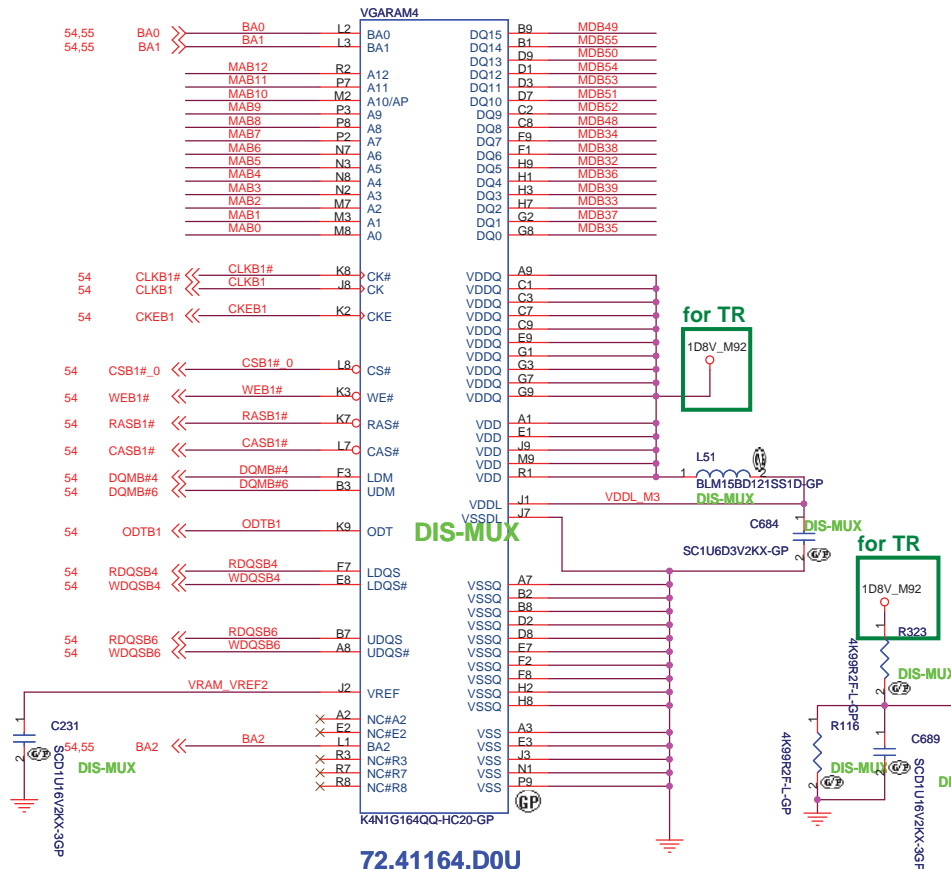 VGARAM4
54,55 BA0 BA0 L2 BA0 DQ15 B9 MDB49
54,55 BA1 BA1 L3 BA1 DQ14 B1 MDB55
DQ13 D9 MDB50
MAB12 R2 A12 DQ12 D1 MDB54
MAB11 P7 A11 DQ11 D3 MDB53
MAB10 M2 A10/AP DQ10 D7 MDB51
MAB9 P3 A9 DQ9 C2 MDB52
MAB8 P8 A8 DQ8 C8 MDB48
MAB7 P2 A7 DQ7 F9 MDB34
MAB6 N7 A6 DQ6 F1 MDB38
MAB5 N3 A5 DQ5 H9 MDB32
MAB4 N8 A4 DQ4 H1 MDB36
MAB3 N2 A3 DQ3 H3 MDB39
MAB2 M7 A2 DQ2 H7 MDB33
MAB1 M3 A1 DQ1 G2 MDB37
MAB0 M8 A0 DQ0 G8 MDB35
54 CLKB1# CLKB1# K8 CK# VDDQ A9
54 CLKB1 CLKB1 J8 CK VDDQ C1
VDDQ C3
54 CKEB1 CKEB1 K2 CKE VDDQ C7
VDDQ C9
VDDQ E9
VDDQ G1
54 CSB1#_0 CSB1#_0 L8 CS# VDDQ G3
VDDQ G7
54 WEB1# WEB1# K3 WE# VDDQ G9
for TR
1D8V_M92
54 RASB1# RASB1# K7 RAS# VDD A1
VDD E1
54 CASB1# CASB1# L7 CAS# VDD J9
VDD M9
54 DQMB#4 DQMB#4 F3 LDM VDD R1
54 DQMB#6 DQMB#6 B3 UDM
L51
1 2
BLM15BD121SS1D-GP
DIS-MUX
VDDL J1 VDDL_M3
VSSDL J7
54 ODTB1 ODTB1 K9 ODT
DIS-MUX
C684
1
DIS-MUX
SC1U6D3V2KX-GP
2 G/P
54 RDQSB4 RDQSB4 F7 LDQS
54 WDQSB4 WDQSB4 E8 LDQS#
VSSQ A7
VSSQ B2
VSSQ B8
VSSQ D2
54 RDQSB6 RDQSB6 B7 UDQS VSSQ D8
54 WDQSB6 WDQSB6 A8 UDQS# VSSQ E7
VSSQ F2
VSSQ F8
VRAM_VREF2 J2 VREF VSSQ H2
VSSQ H8
for TR
1D8V_M92
1
R323
4K99R2F-L-GP
DIS-MUX
2 G/P
1
C231
SCD1U16V2KX-3GP
2 G/P
DIS-MUX
A2 NC#A2 VSS A3
E2 NC#E2 VSS E3
54,55 BA2 BA2 L1 BA2 VSS J3
R3 NC#R3
R7 NC#R7 VSS N1
R8 NC#R8 VSS P9
GP
1
R116
4K99R2F-L-GP
DIS-MUX
2 G/P
1
C689
SCD1U16V2KX-3GP
2 G/P
K4N1G164QQ-HC20-GP
72.41164.D0U